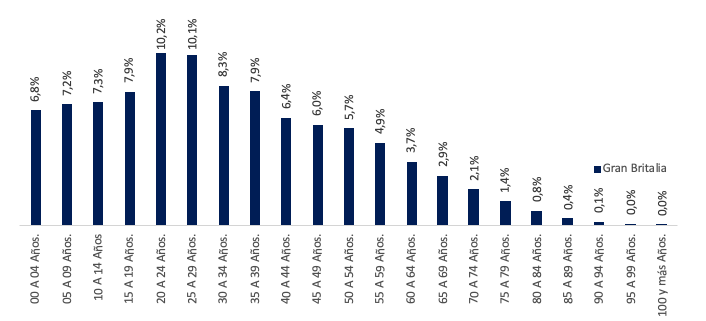 6,8%
7,2%
7,3%
7,9%
10,2%
10,1%
8,3%
7,9%
6,4%
6,0%
5,7%
4,9%
3,7%
2,9%
2,1%
1,4%
0,8%
0,4%
0,1%
0,0%
0,0%
Gran Britalia
00 A 04 Años.
05 A 09 Años.
10 A 14 Años
15 A 19 Años.
20 A 24 Años.
25 A 29 Años.
30 A 34 Años.
35 A 39 Años.
40 A 44 Años.
45 A 49 Años.
50 A 54 Años.
55 A 59 Años.
60 A 64 Años.
65 A 69 Años.
70 A 74 Años.
75 A 79 Años.
80 A 84 Años.
85 A 89 Años.
90 A 94 Años.
95 A 99 Años.
100 y más Años.